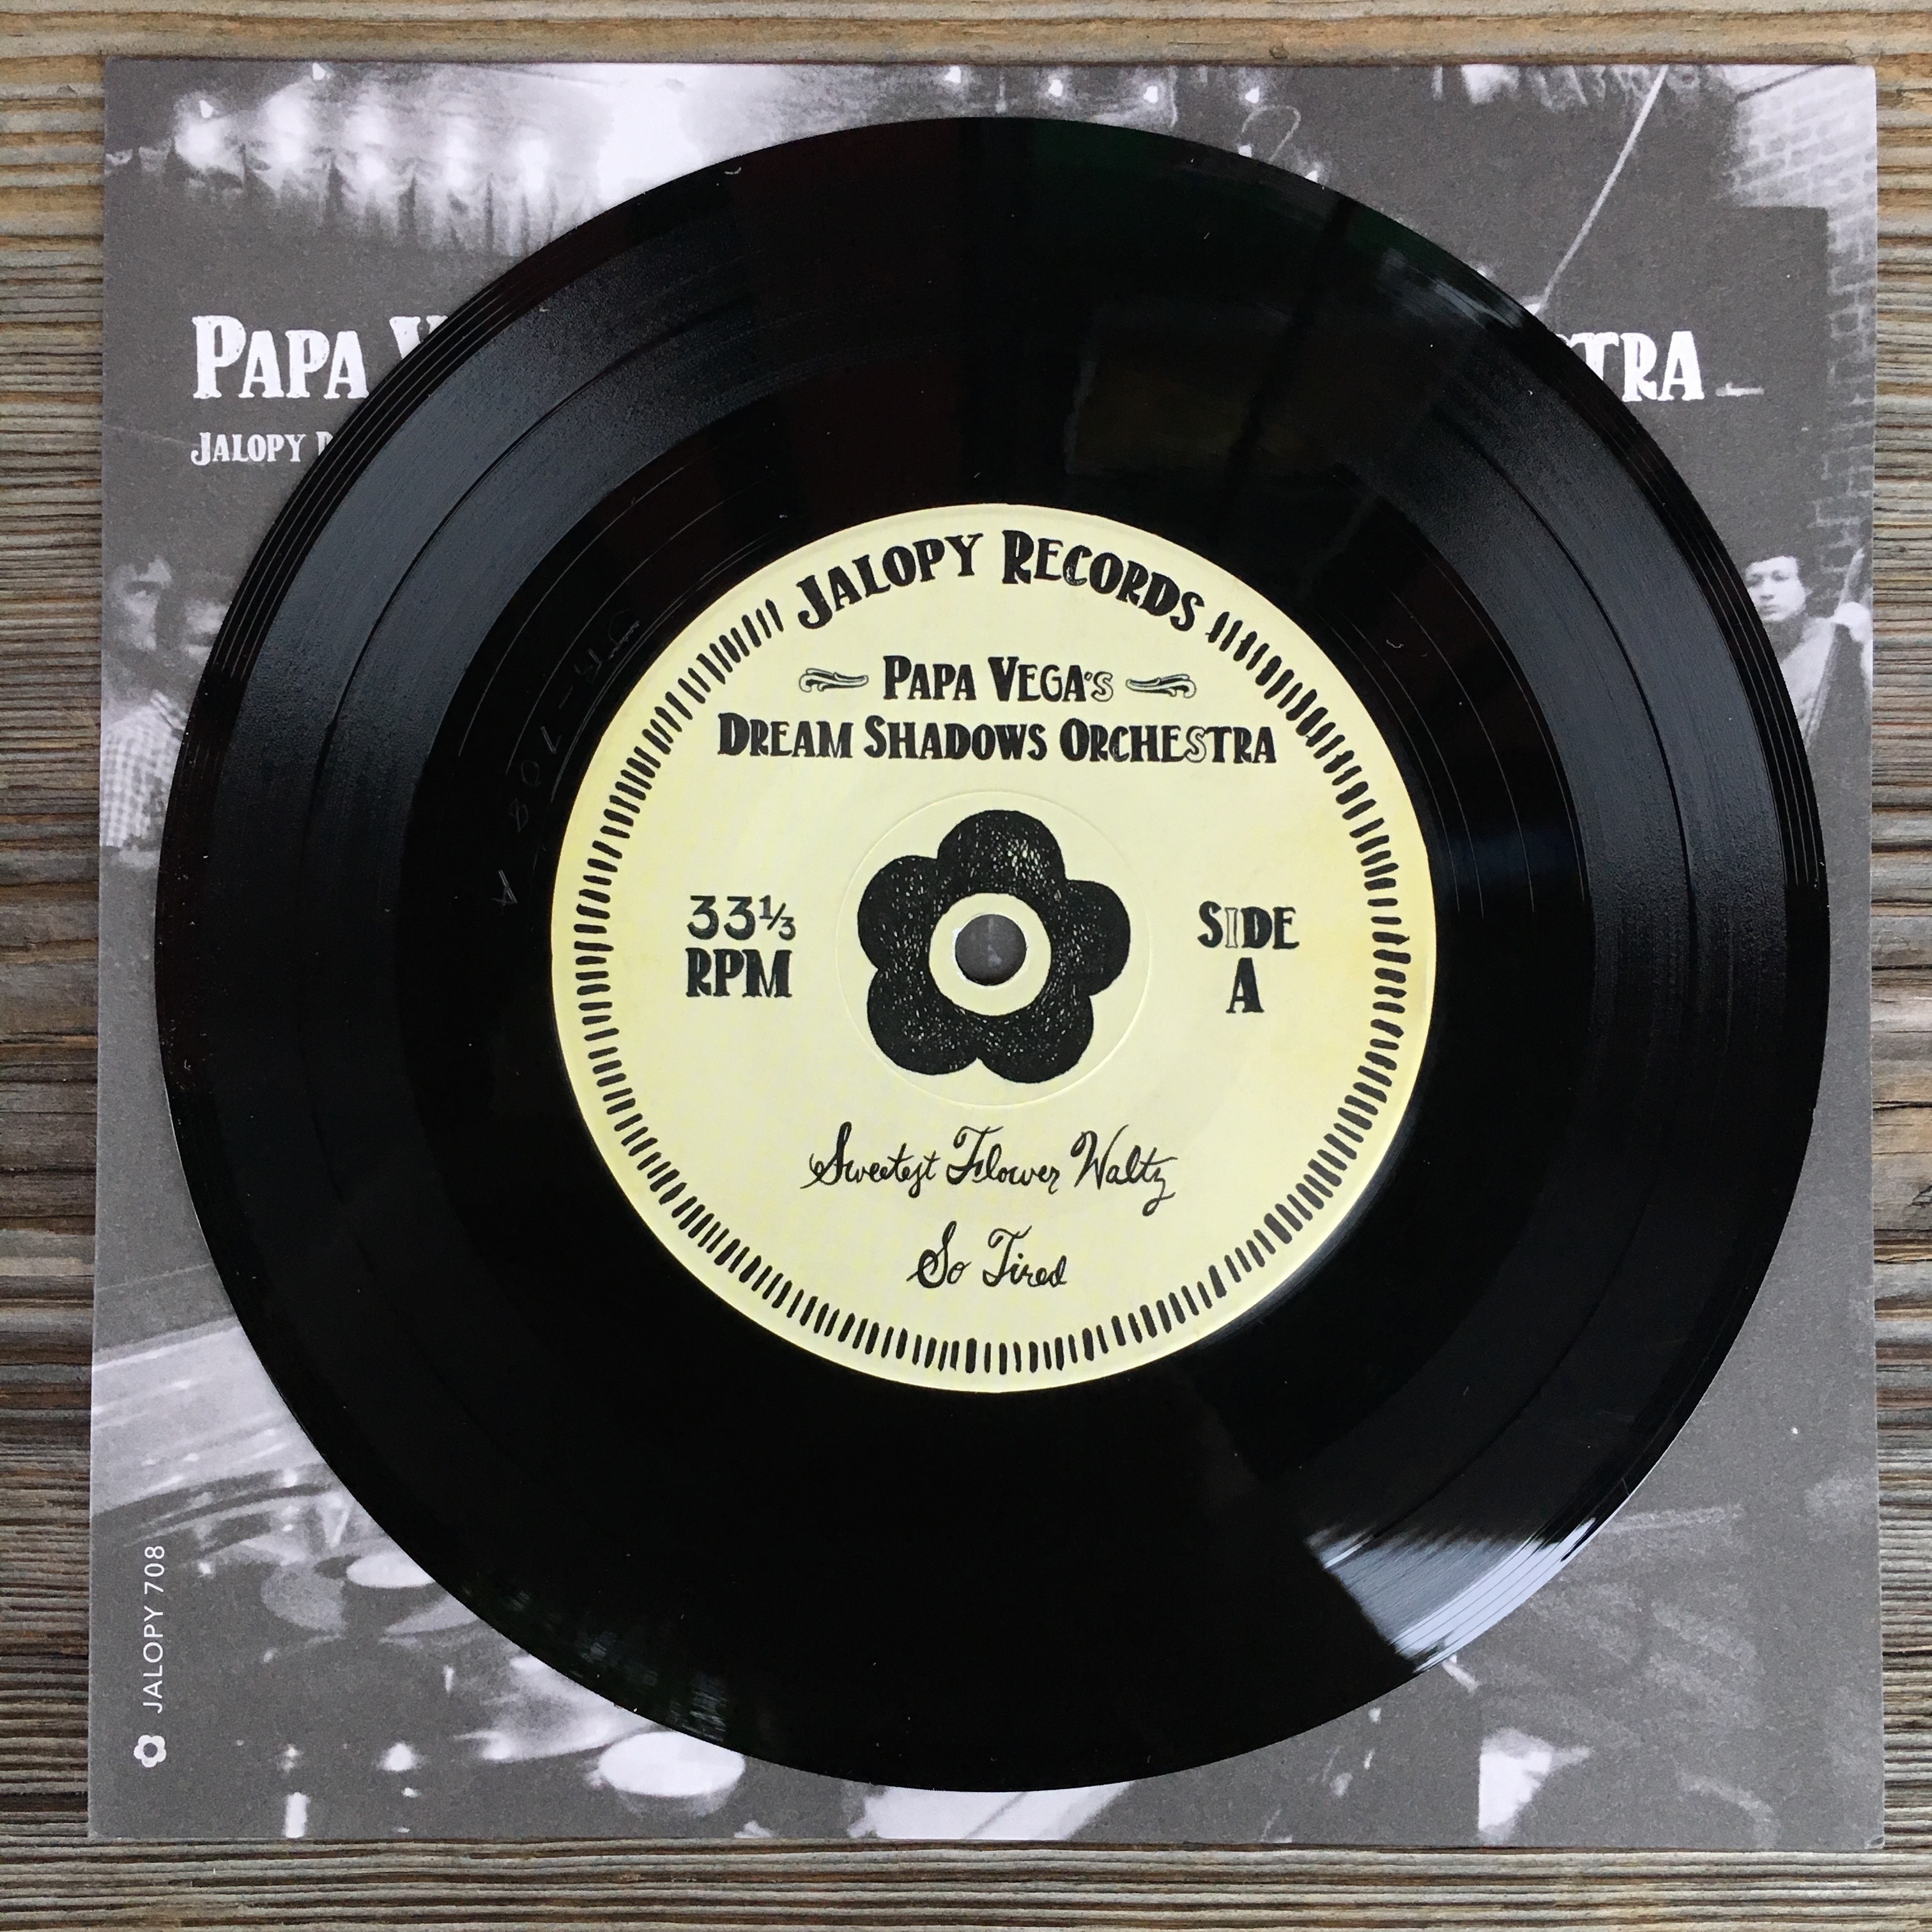 PAPA
TRA
JALOPY
JALOPY RECORDS
PAPA VEGA'S
DREAM SHADOWS ORCHESTRA
33⅓
RPM
SIDE
A
Sweetest Flower Waltz
So Tired
JALOPY 708